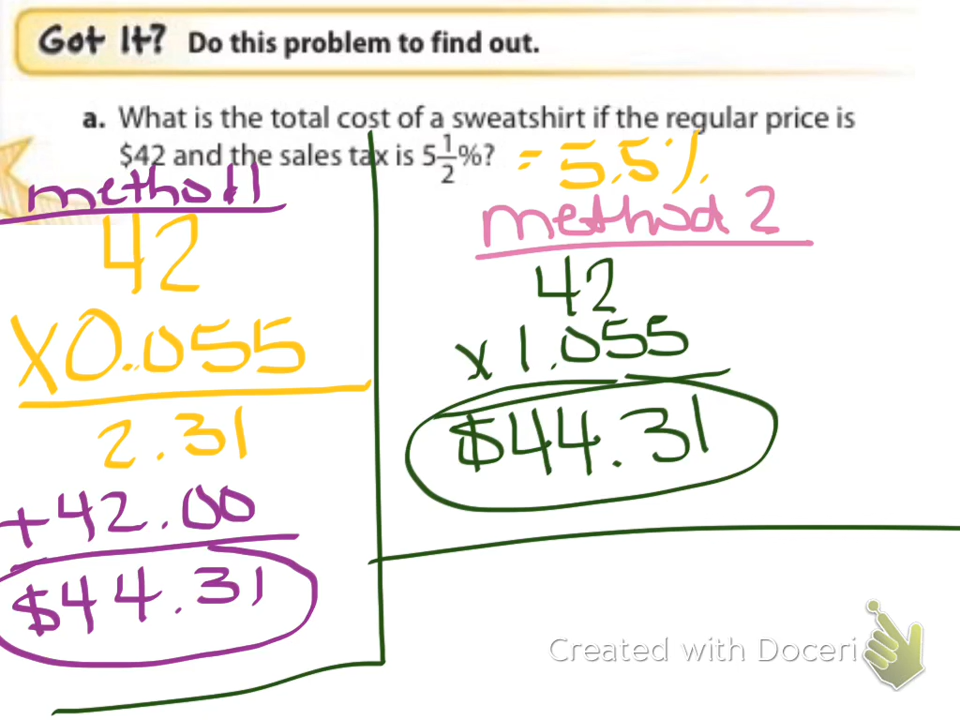 Got It? Do this problem to find out.
a. What is the total cost of a sweatshirt if the regular price is
$42 and the sales tax is 5 1/2%? = 5.5%
method 1
42
x0.055
2.31
+42.00
$44.31
method 2
42
x 1.055
$44.31
Created with Doceri